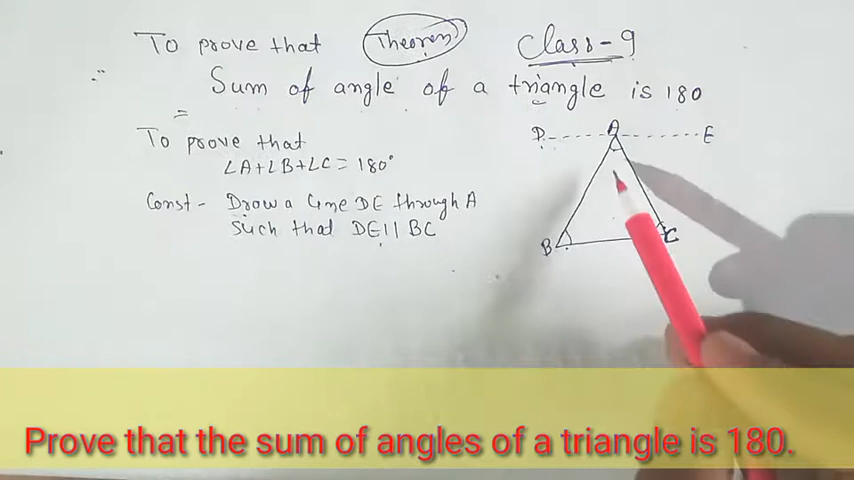 To prove that Theorem Class-9
Sum of angle of a triangle is 180
To prove that
∠A+∠B+∠C=180°
Const- Draw a line DE through A
Such that DE||BC
D A E
B C
Prove that the sum of angles of a triangle is 180.